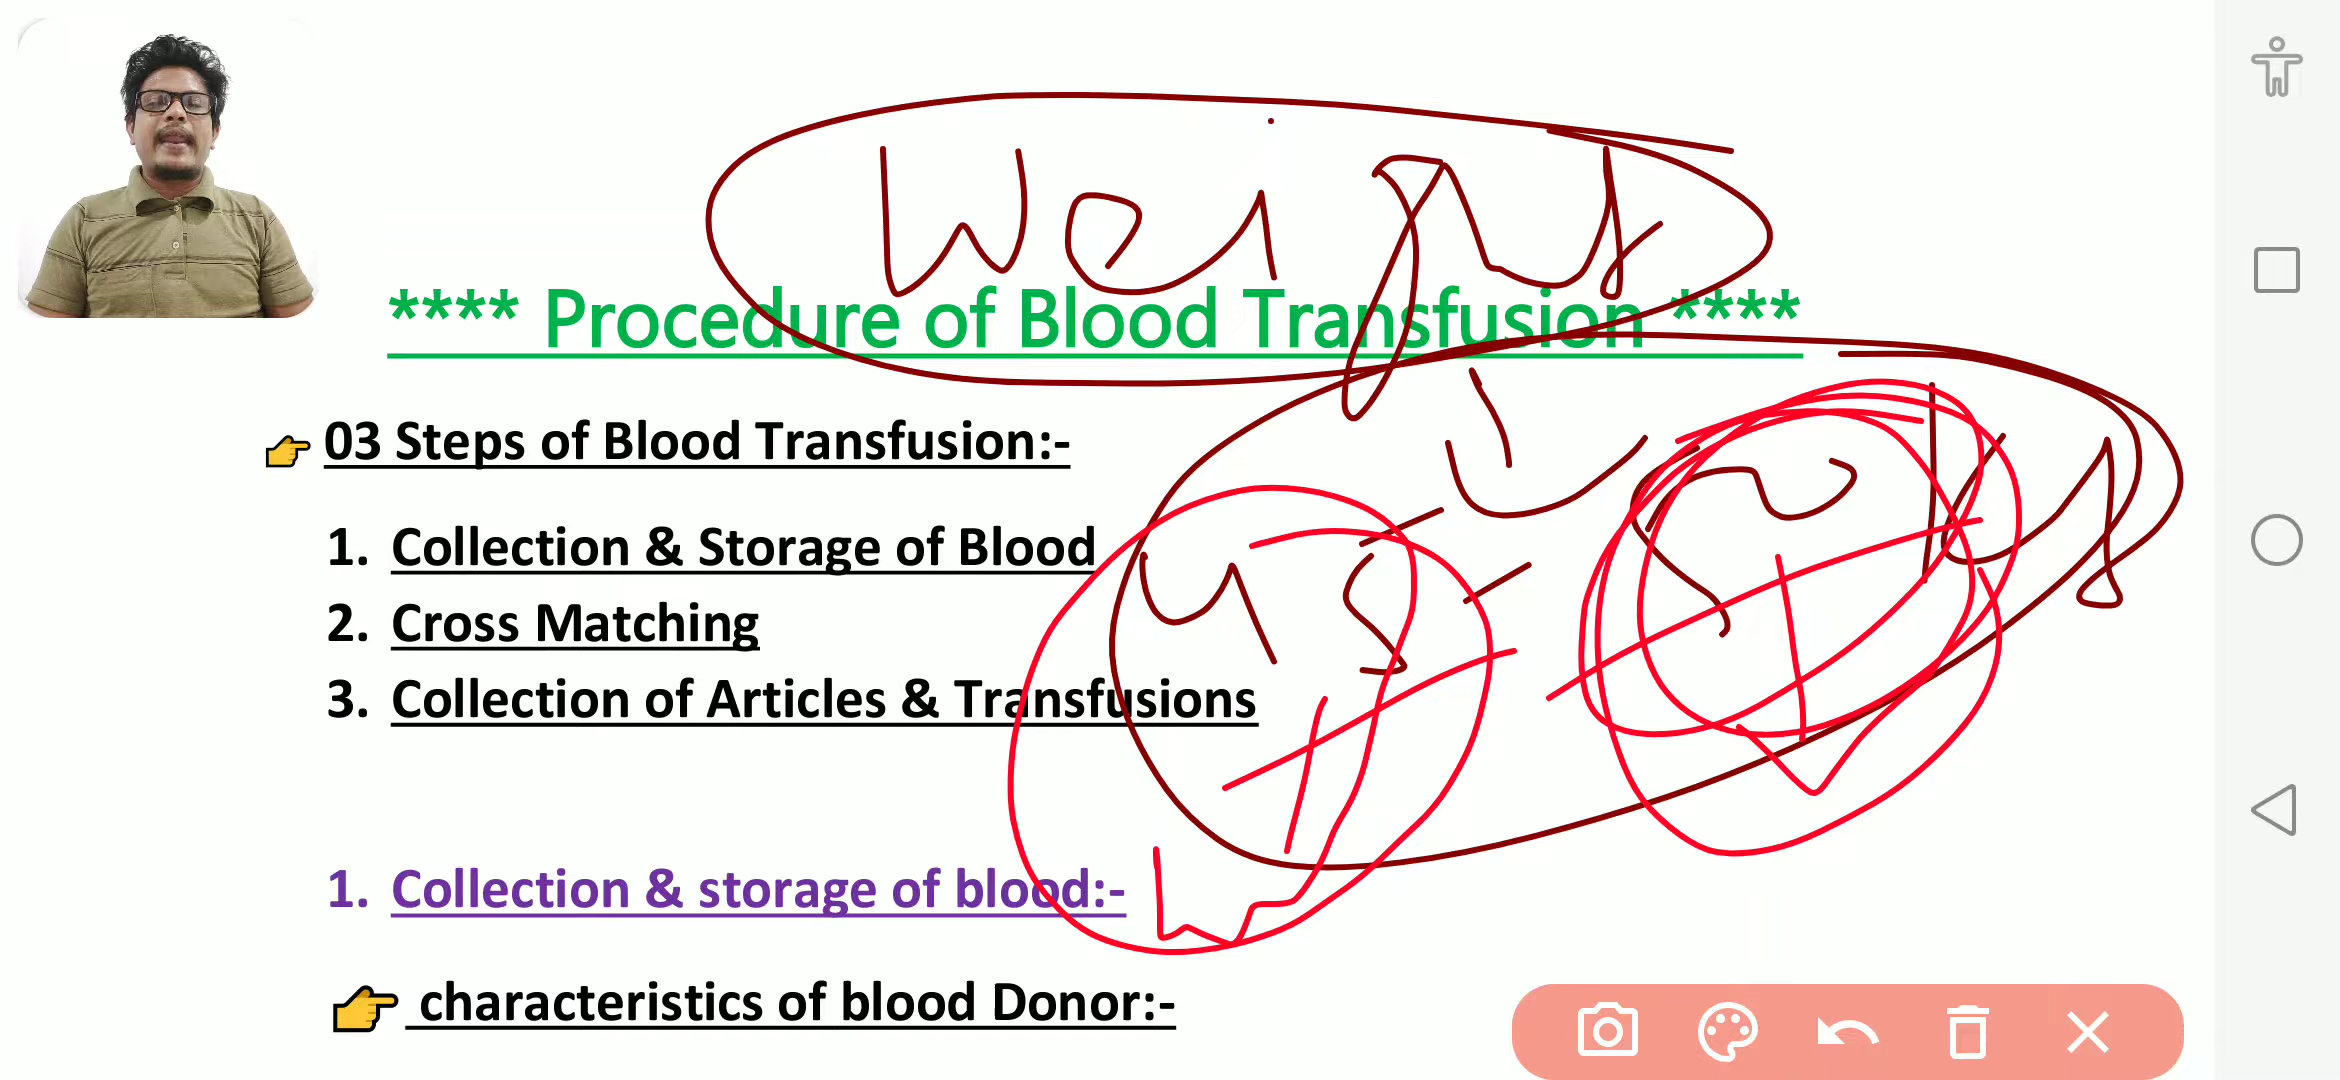 Weight
**** Procedure of Blood Transfusion ****
👉 03 Steps of Blood Transfusion:-
1. Collection & Storage of Blood
45
2. Cross Matching
3. Collection of Articles & Transfusions
1. Collection & storage of blood:-
👉 characteristics of blood Donor:-